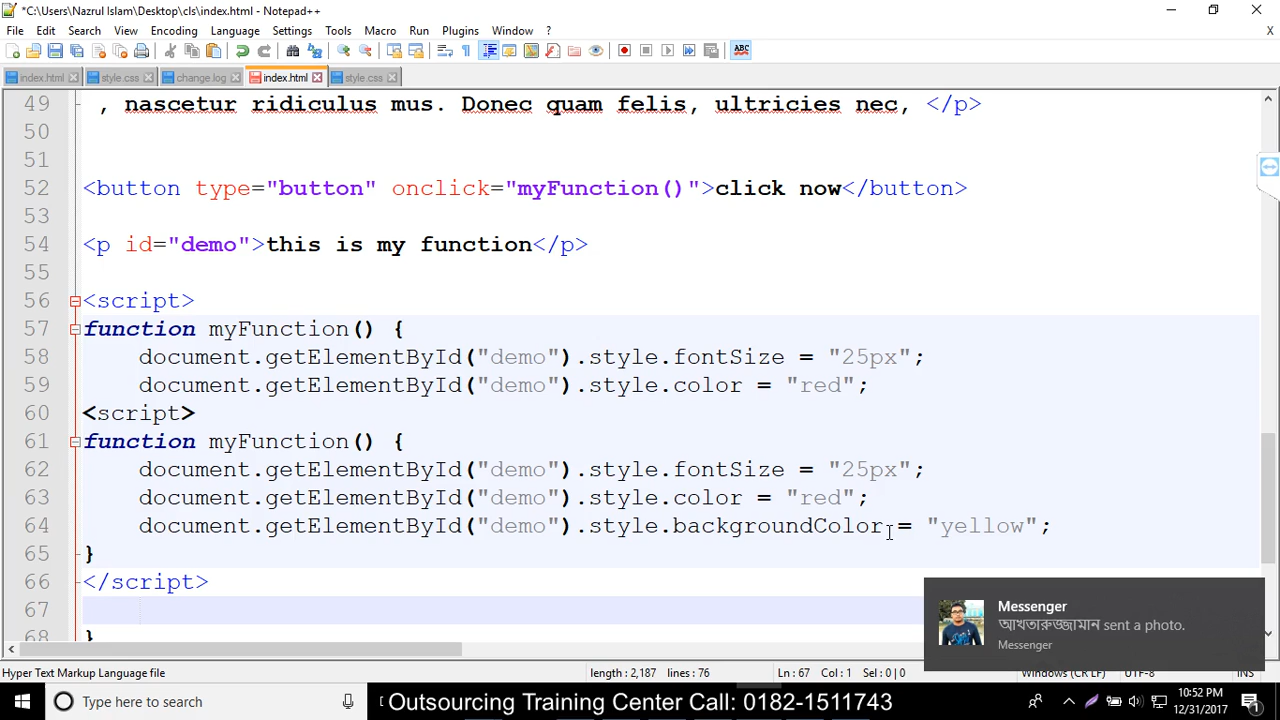 *C:\Users\Nazrul Islam\Desktop\cls\index.html - Notepad++
File Edit Search View Encoding Language Settings Tools Macro Run Plugins Window ? X
index.html style.css change.log index.html style.css
49 , nascetur ridiculus mus. Donec quam felis, ultricies nec, </p>
50
51
52 <button type="button" onclick="myFunction()">click now</button>
53
54 <p id="demo">this is my function</p>
55
56 <script>
57 function myFunction() {
58 document.getElementById("demo").style.fontSize = "25px";
59 document.getElementById("demo").style.color = "red";
60 <script>
61 function myFunction() {
62 document.getElementById("demo").style.fontSize = "25px";
63 document.getElementById("demo").style.color = "red";
64 document.getElementById("demo").style.backgroundColor = "yellow";
65 }
66 </script>
67
68 }
Messenger
আখতারুজ্জামান sent a photo.
Messenger
Hyper Text Markup Language file length : 2,187 lines : 76 Ln : 67 Col : 1 Sel : 0 | 0 Windows (CR LF) UTF-8 INS
Type here to search
Outsourcing Training Center Call: 0182-1511743
10:52 PM
12/31/2017